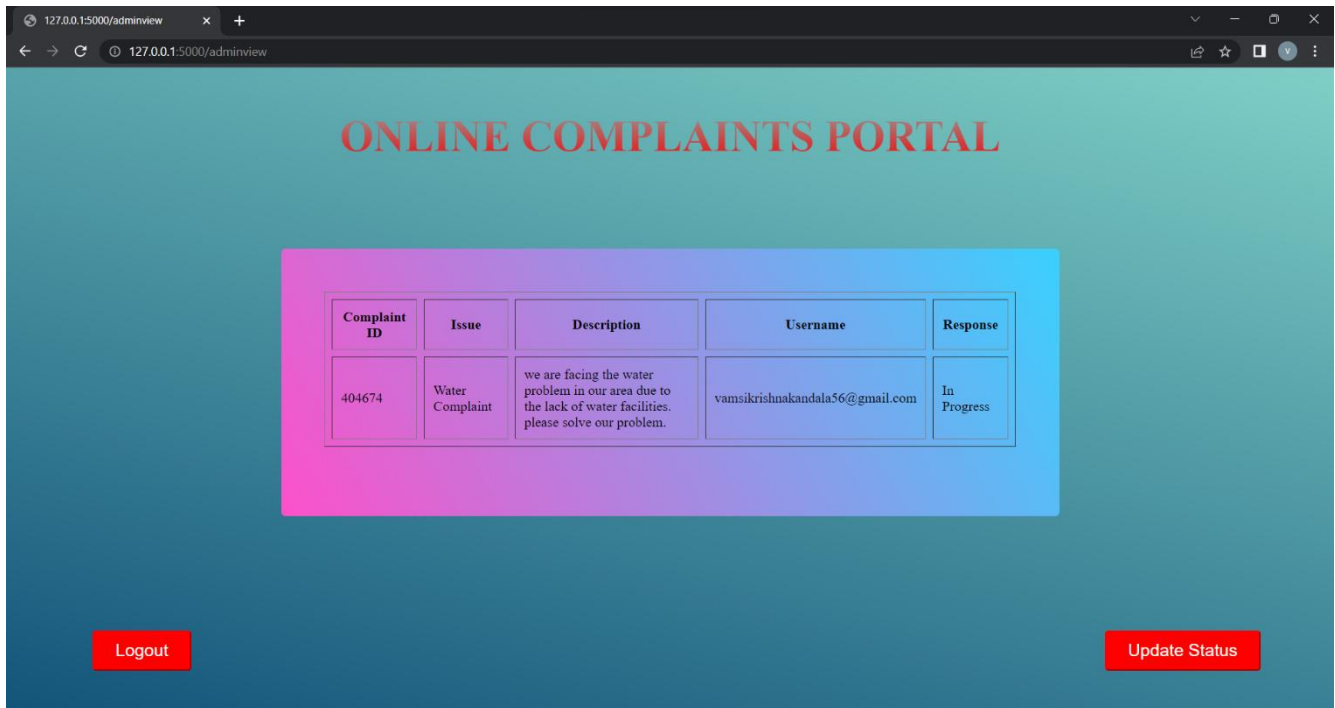 127.0.0.1:5000/adminview
127.0.0.1:5000/adminview
V
ONLINE COMPLAINTS PORTAL
Complaint
ID
Issue
Description
Username
Response
404674
Water
Complaint
we are facing the water
problem in our area due to
the lack of water facilities.
please solve our problem.
vamsikrishnakandala56@gmail.com
In
Progress
Logout
Update Status